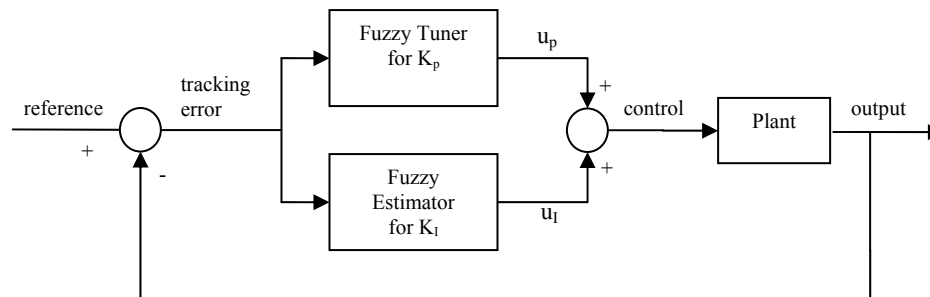 Fuzzy Tuner
for Kp
up
tracking
error
reference
+
-
+
control
Plant
output
+
Fuzzy
Estimator
for KI
uI